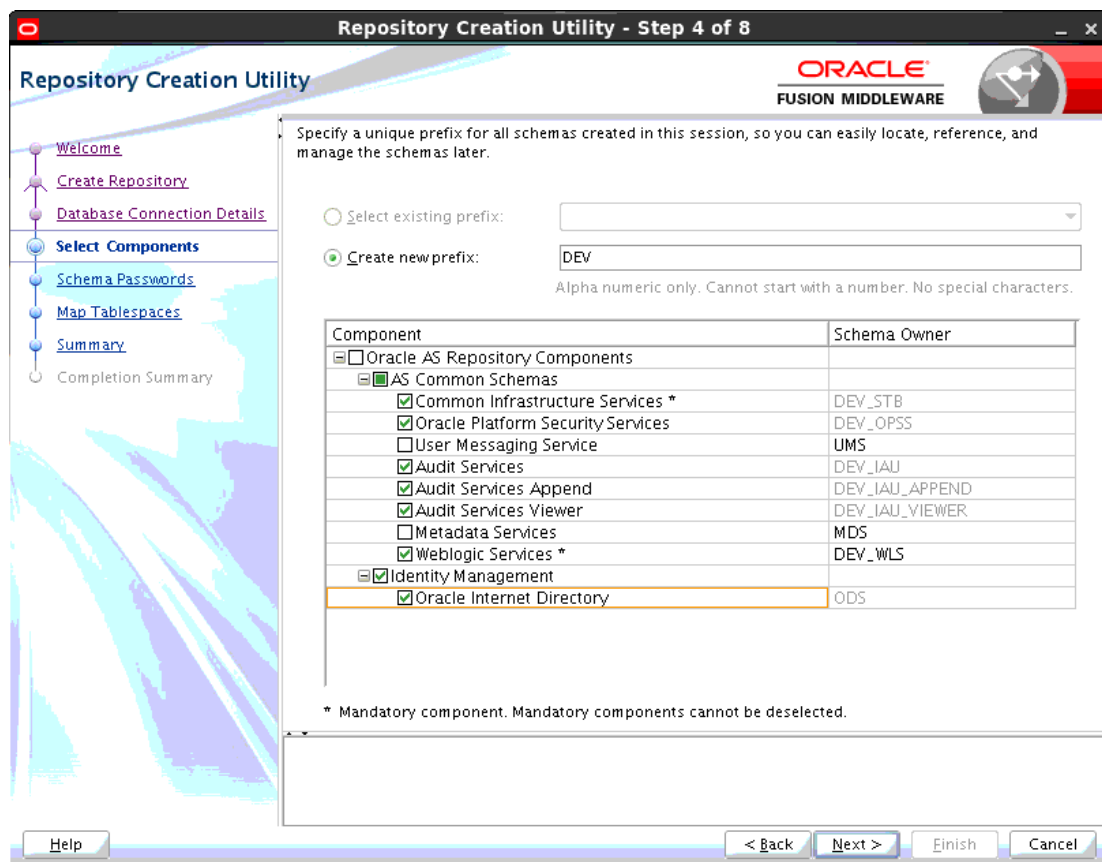 Repository Creation Utility - Step 4 of 8
Repository Creation Utility
ORACLE
FUSION MIDDLEWARE
Welcome
Create Repository
Database Connection Details
Select Components
Schema Passwords
Map Tablespaces
Summary
Completion Summary
Specify a unique prefix for all schemas created in this session, so you can easily locate, reference, and
manage the schemas later.
Select existing prefix:
Create new prefix: DEV
Alpha numeric only. Cannot start with a number. No special characters.
Component Schema Owner
Oracle AS Repository Components
AS Common Schemas
Common Infrastructure Services * DEV_STB
Oracle Platform Security Services DEV_OPSS
User Messaging Service UMS
Audit Services DEV_IAU
Audit Services Append DEV_IAU_APPEND
Audit Services Viewer DEV_IAU_VIEWER
Metadata Services MDS
Weblogic Services * DEV_WLS
Identity Management
Oracle Internet Directory ODS
* Mandatory component. Mandatory components cannot be deselected.
Help < Back Next > Finish Cancel